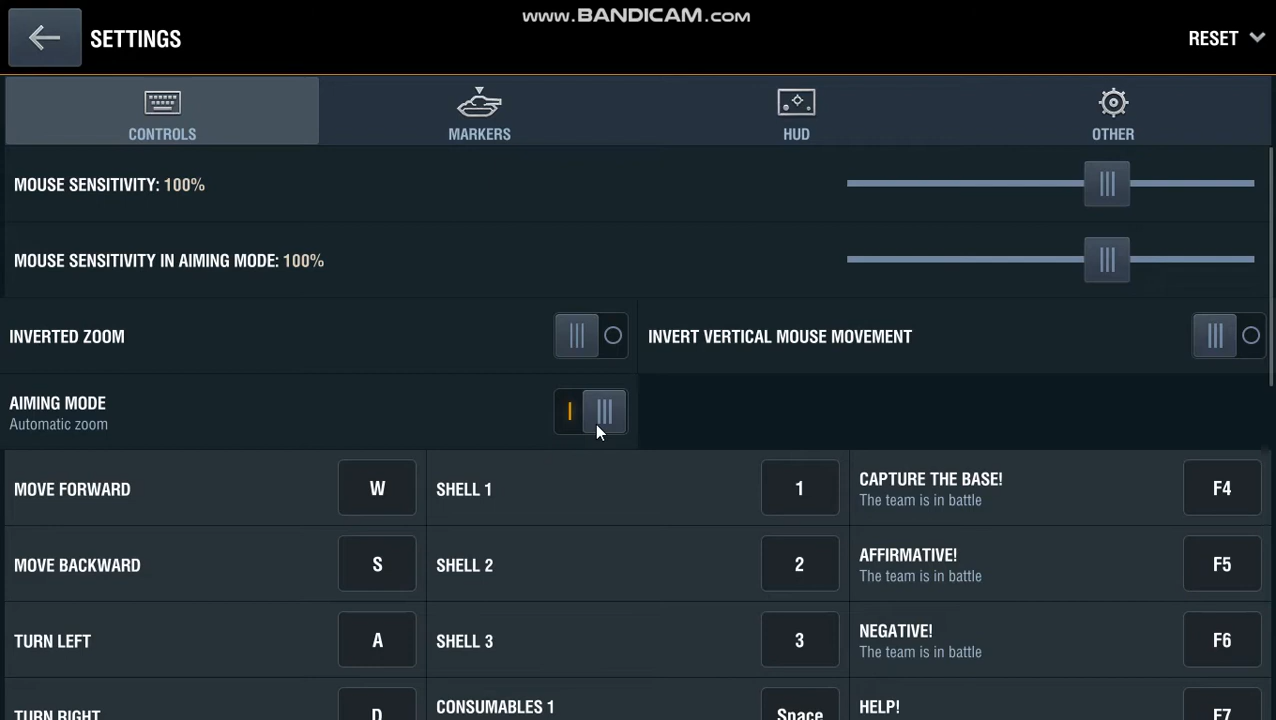 www.BANDICAM.com
SETTINGS
RESET
CONTROLS
MARKERS
HUD
OTHER
MOUSE SENSITIVITY: 100%
MOUSE SENSITIVITY IN AIMING MODE: 100%
INVERTED ZOOM
INVERT VERTICAL MOUSE MOVEMENT
AIMING MODE
Automatic zoom
MOVE FORWARD W
SHELL 1 1
CAPTURE THE BASE!
The team is in battle
F4
MOVE BACKWARD S
SHELL 2 2
AFFIRMATIVE!
The team is in battle
F5
TURN LEFT A
SHELL 3 3
NEGATIVE!
The team is in battle
F6
TURN RIGHT D
CONSUMABLES 1 Space
HELP! F7